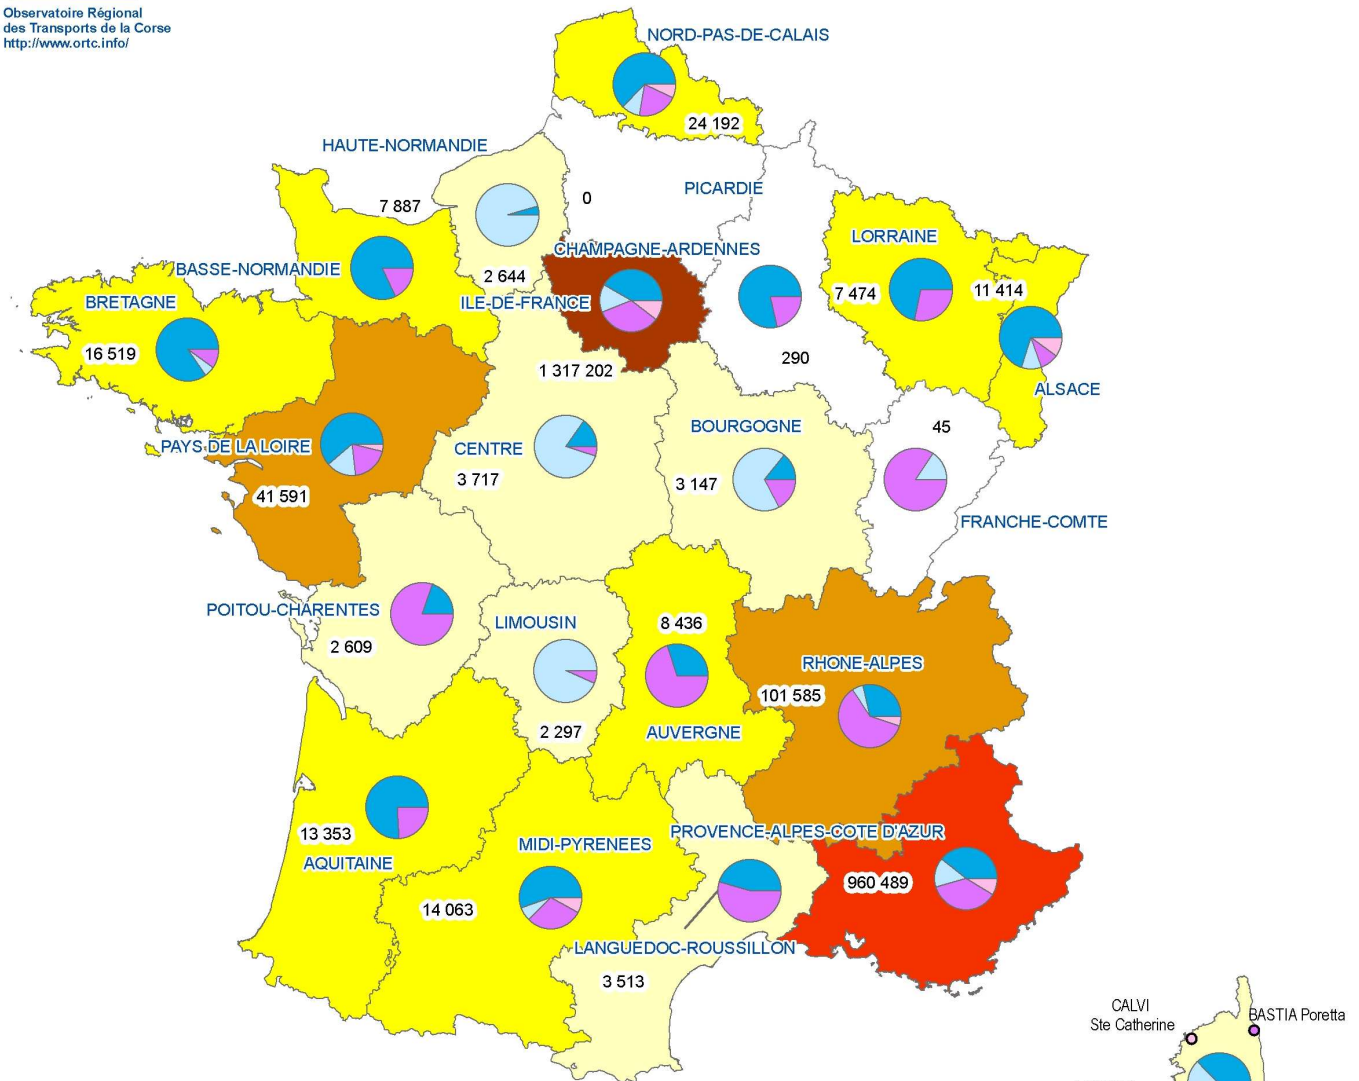 Observatoire Régional
des Transports de la Corse
http://www.ortc.info/
NORD-PAS-DE-CALAIS
24 192
HAUTE-NORMANDIE
PICARDIE
0
7 887
LORRAINE
CHAMPAGNE-ARDENNES
BASSE-NORMANDIE
2 644
7 474
11 414
BRETAGNE
ILE-DE-FRANCE
16 519
290
1 317 202
ALSACE
BOURGOGNE
45
PAYS DE LA LOIRE
CENTRE
3 717
3 147
41 591
FRANCHE-COMTE
POITOU-CHARENTES
LIMOUSIN
8 436
2 609
RHONE-ALPES
101 585
2 297
AUVERGNE
13 353
PROVENCE-ALPES-COTE D'AZUR
MIDI-PYRENEES
AQUITAINE
960 489
14 063
LANGUEDOC-ROUSSILLON
3 513
CALVI
Ste Catherine
BASTIA Poretta